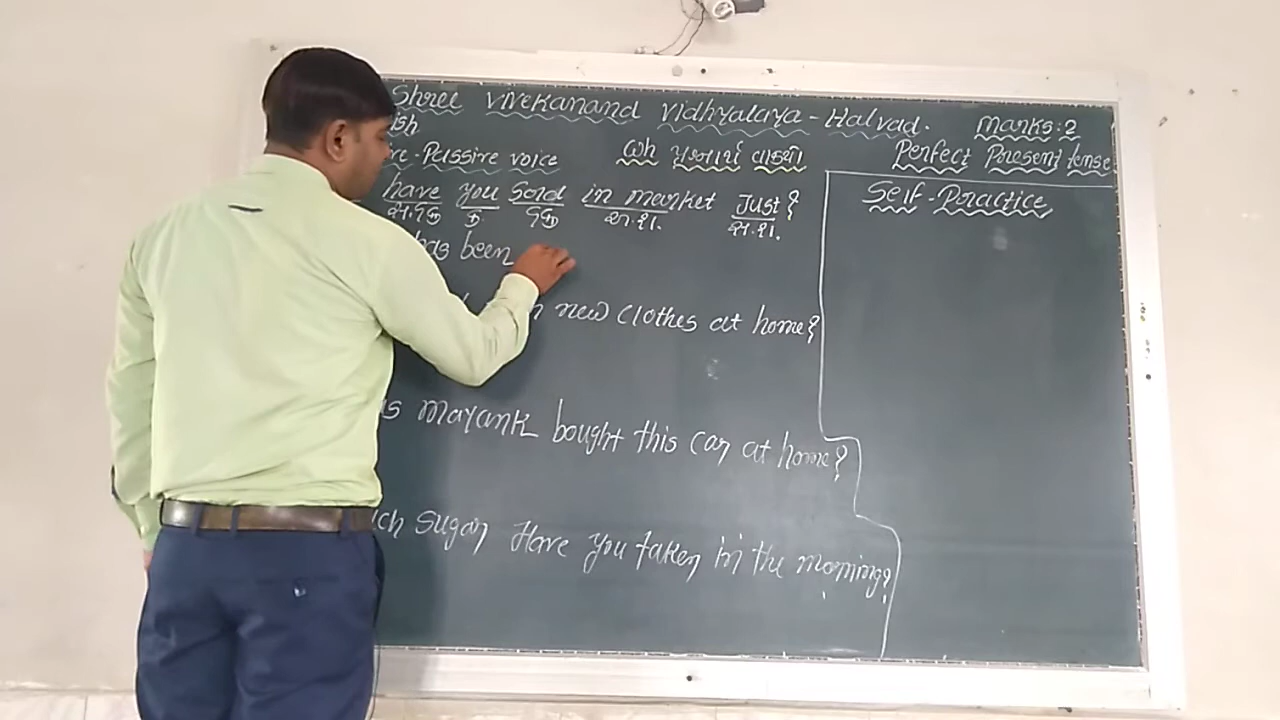 Shree Vivekanand Vidhyalaya - Halvad. Marks:2
ish
re-Passive voice Wh પ્રશ્નાર્થ વાક્યો Perfect Present tense
have you Sold in market Just? Self-Practice
સ.ક્રિ ક ક્રિ અ.શ. અ.શ.
has been
new clothes at home?
as mayank bought this car at home?
uch sugar Have you taken in the morning?